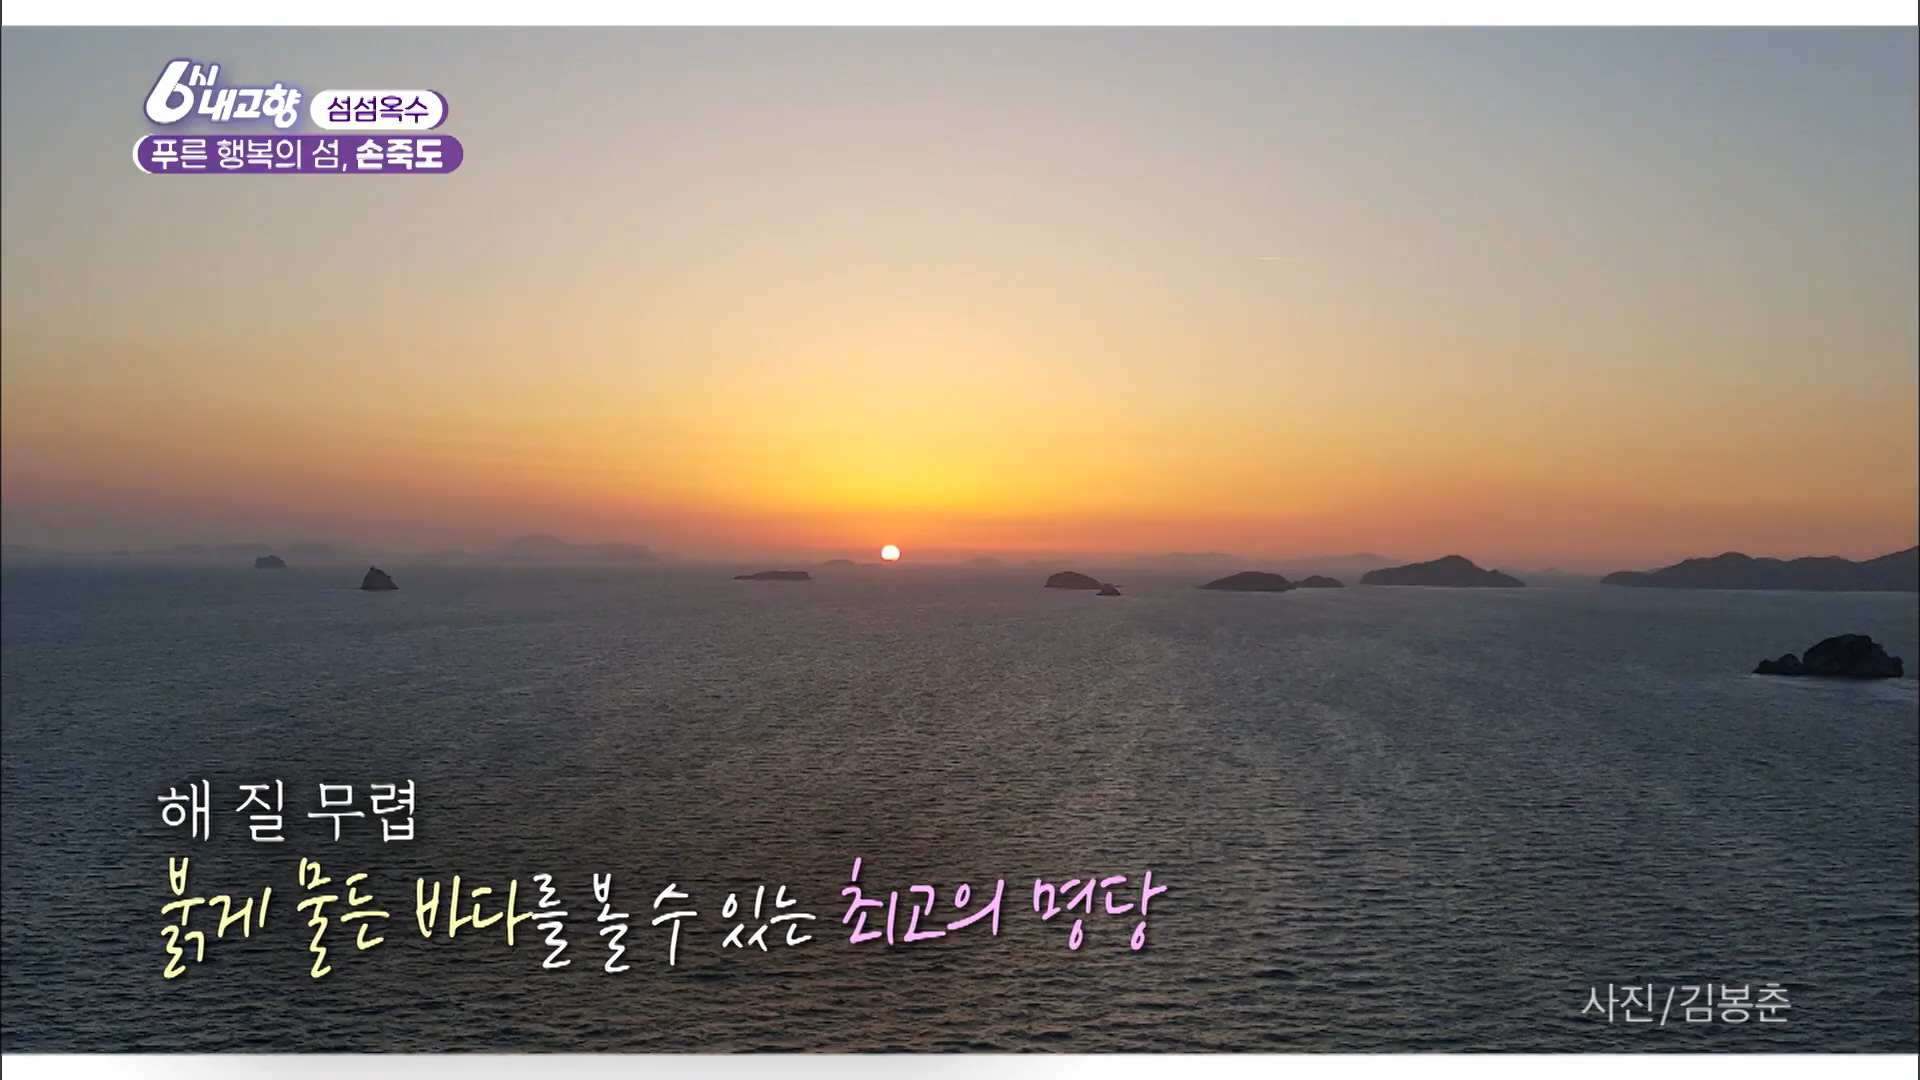 6시 내고향 섬섬옥수
푸른 행복의 섬, 손죽도
해 질 무렵
붉게 물든 바다를 볼 수 있는 최고의 명당
사진/김봉춘